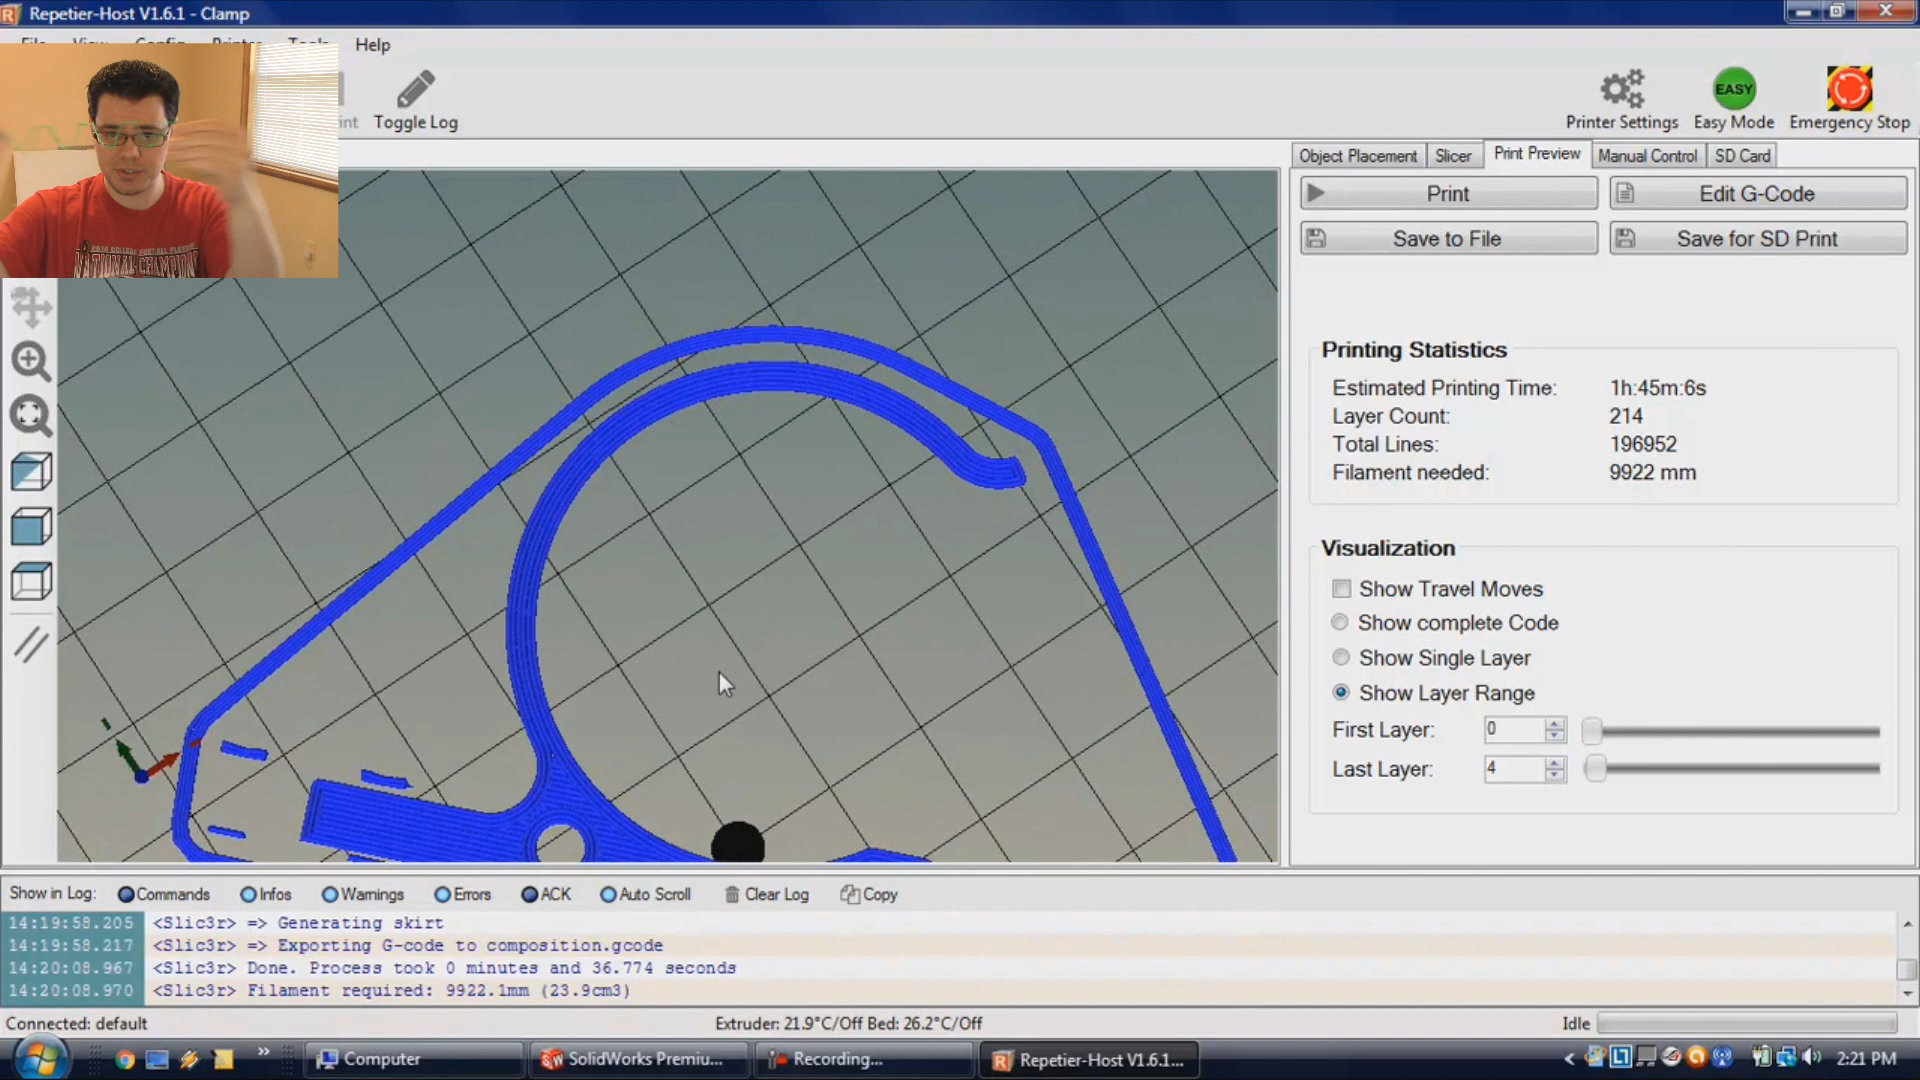 Repetier-Host V1.6.1 - Clamp
Help
Toggle Log
Printer Settings
Easy Mode
Emergency Stop
EASY
Object Placement
Slicer
Print Preview
Manual Control
SD Card
Print
Edit G-Code
Save to File
Save for SD Print
Printing Statistics
Estimated Printing Time: 1h:45m:6s
Layer Count: 214
Total Lines: 196952
Filament needed: 9922 mm
Visualization
Show Travel Moves
Show complete Code
Show Single Layer
Show Layer Range
First Layer: 0
Last Layer: 4
Show in Log: Commands Infos Warnings Errors ACK Auto Scroll Clear Log Copy
14:19:58.205 <Slic3r> => Generating skirt
14:19:58.217 <Slic3r> => Exporting G-code to composition.gcode
14:20:08.967 <Slic3r> Done. Process took 0 minutes and 36.774 seconds
14:20:08.970 <Slic3r> Filament required: 9922.1mm (23.9cm3)
Connected: default
Extruder: 21.9°C/Off Bed: 26.2°C/Off
Idle
Computer
SolidWorks Premiu...
Recording...
Repetier-Host V1.6.1...
2:21 PM